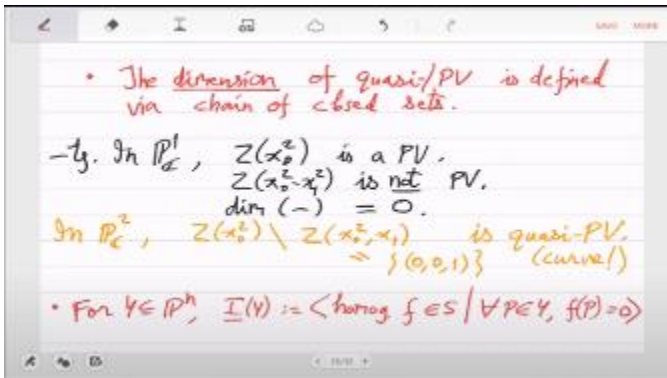 SAVE MORE
• The dimension of quasi-/PV is defined
via chain of closed sets.
-Eg. In ℙ¹_ℂ, Z(x₀²) is a PV.
Z(x₀²-x₁²) is not PV.
dim (-) = 0.
In ℙ²_ℂ, Z(x₀²) \ Z(x₀², x₁) is quasi-PV.
= {(0,0,1)} (curve!)
• For Y ⊆ ℙⁿ, I(Y) := <homog f ∈ S | ∀P∈Y, f(P)=0>